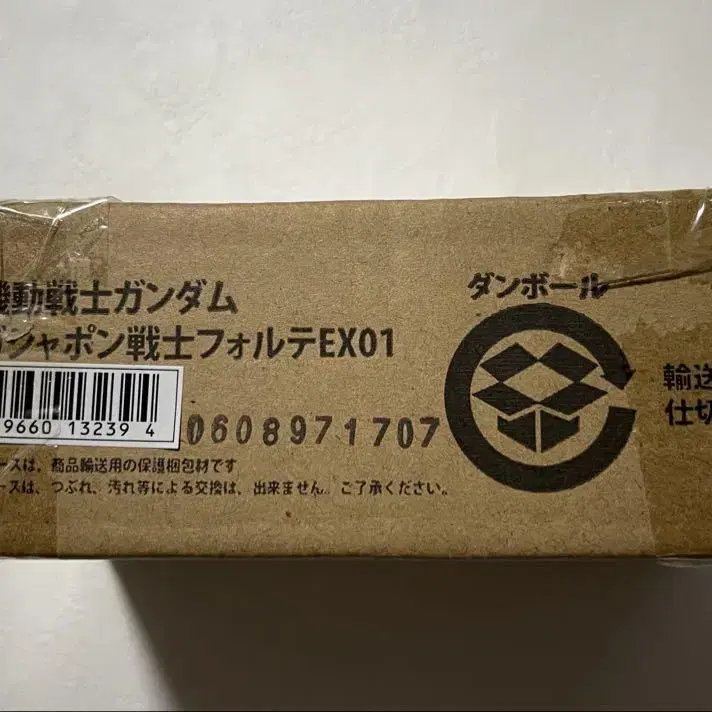 機動戦士ガンダム
ガシャポン戦士フォルテEX01
9660 13239 4
0608971707
ースは、商品輸送用の保護梱包材です
ースは、つぶれ、汚れ等による交換は、出来ません。ご了承ください。
ダンボール
輸送
仕切